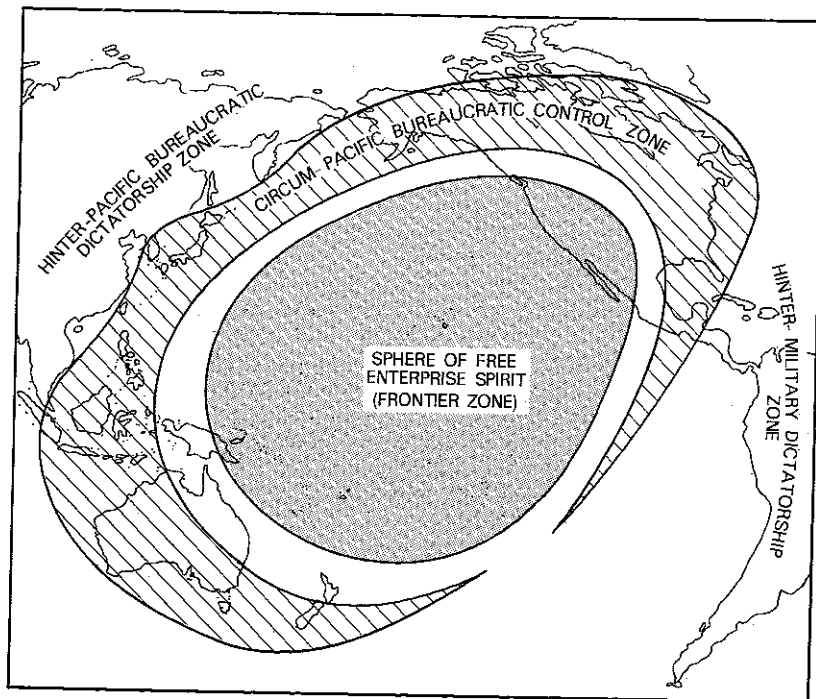 HINTER-PACIFIC BUREAUCRATIC
DICTATORSHIP ZONE
CIRCUM-PACIFIC BUREAUCRATIC CONTROL ZONE
SPHERE OF FREE
ENTERPRISE SPIRIT
(FRONTIER ZONE)
HINTER-MILITARY DICTATORSHIP
ZONE